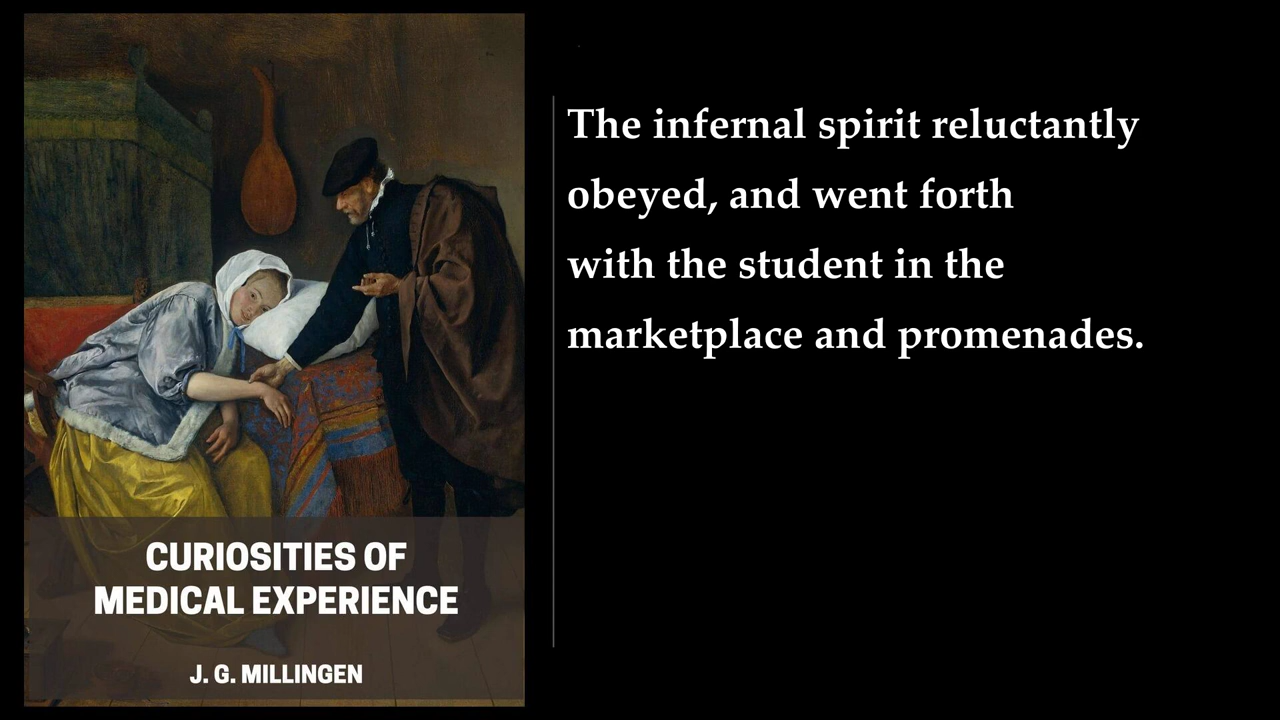 CURIOSITIES OF
MEDICAL EXPERIENCE
J. G. MILLINGEN
The infernal spirit reluctantly
obeyed, and went forth
with the student in the
marketplace and promenades.